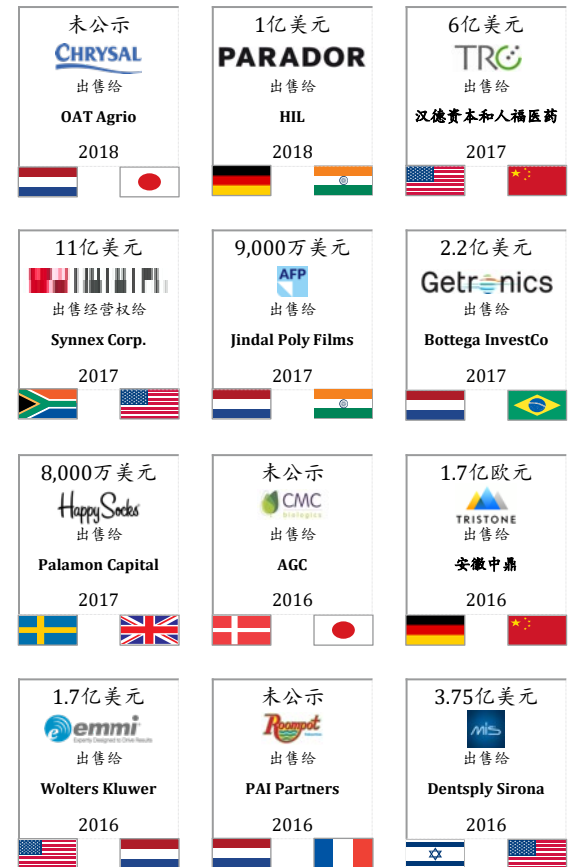 未公示
CHRYSAL
出售给
OAT Agrio
2018
1亿美元
PARADOR
出售给
HIL
2018
6亿美元
TRC
出售给
汉德资本和人福医药
2017
11亿美元
出售经营权给
Synnex Corp.
2017
9,000万美元
AFP
出售给
Jindal Poly Films
2017
2.2亿美元
Getronics
出售给
Bottega InvestCo
2017
8,000万美元
Happy Socks
出售给
Palamon Capital
2017
未公示
CMC
biologics
出售给
AGC
2016
1.7亿欧元
TRISTONE
出售给
安徽中鼎
2016
1.7亿美元
emmi
Expertly Designed to Drive Results
出售给
Wolters Kluwer
2016
未公示
Roompot
出售给
PAI Partners
2016
3.75亿美元
mis
出售给
Dentsply Sirona
2016